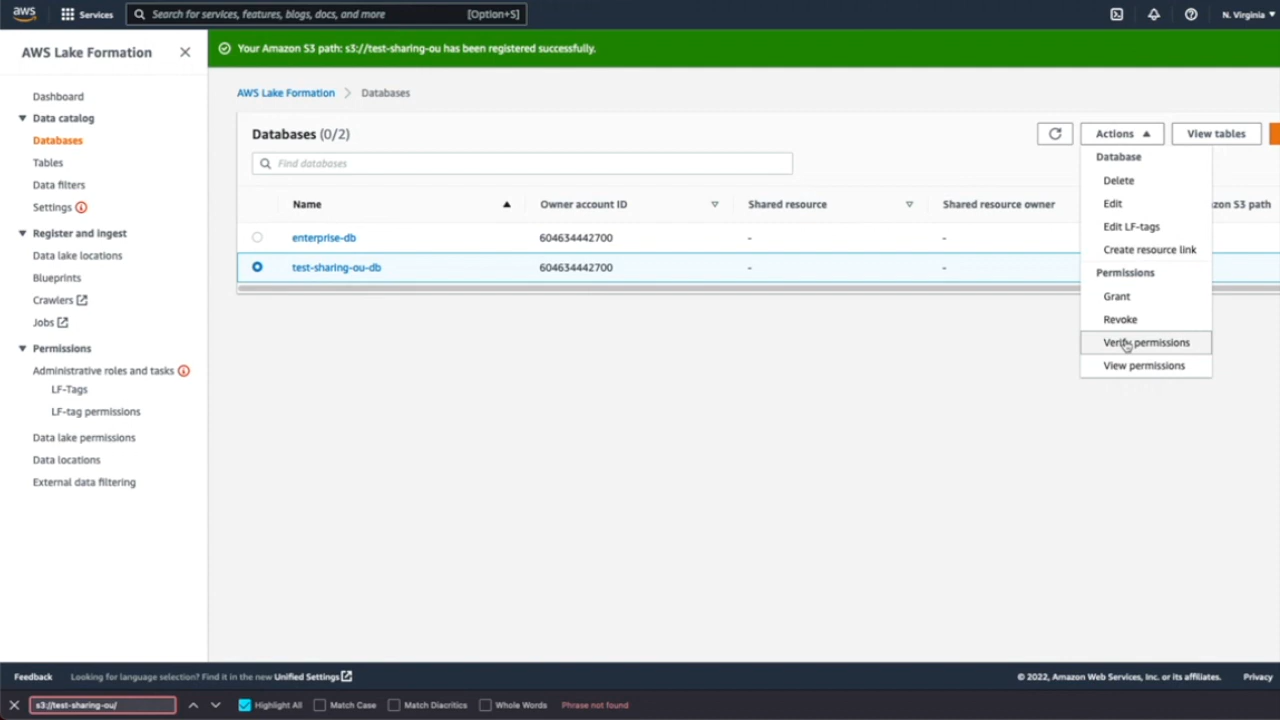 aws Services Search for services, features, blogs, docs, and more [Option+S] N. Virginia
AWS Lake Formation
Your Amazon S3 path: s3://test-sharing-ou has been registered successfully.
Dashboard
Data catalog
Databases
Tables
Data filters
Settings
Register and ingest
Data lake locations
Blueprints
Crawlers
Jobs
Permissions
Administrative roles and tasks
LF-Tags
LF-tag permissions
Data lake permissions
Data locations
External data filtering
AWS Lake Formation Databases
Databases (0/2)
Actions View tables
Find databases
Name Owner account ID Shared resource Shared resource owner zon S3 path
enterprise-db 604634442700 - -
test-sharing-ou-db 604634442700 - -
Database
Delete
Edit
Edit LF-tags
Create resource link
Permissions
Grant
Revoke
Verify permissions
View permissions
Feedback Looking for language selection? Find it in the new Unified Settings © 2022, Amazon Web Services, Inc. or its affiliates. Privacy
s3://test-sharing-ou/ Highlight All Match Case Match Diacritics Whole Words Phrase not found